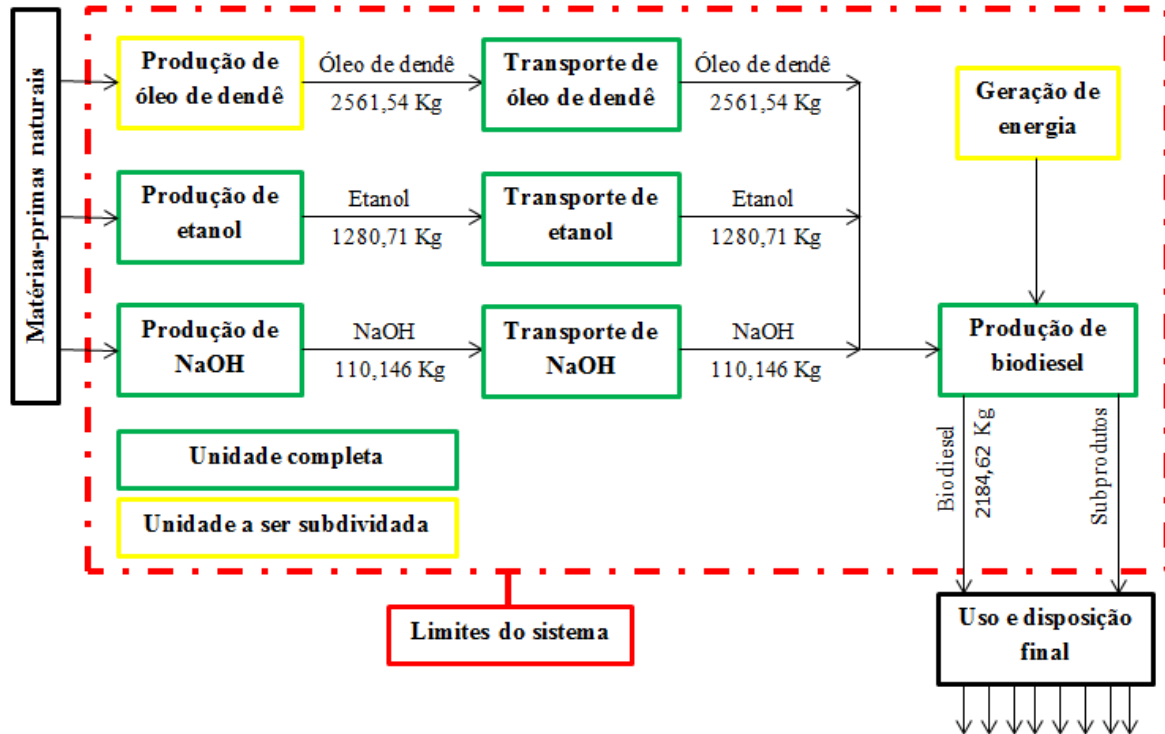 Matérias-primas naturais
Produção de
óleo de dendê
Óleo de dendê
2561,54 Kg
Transporte de
óleo de dendê
Óleo de dendê
2561,54 Kg
Geração de
energia
Produção de
etanol
Etanol
1280,71 Kg
Transporte de
etanol
Etanol
1280,71 Kg
Produção de
NaOH
NaOH
110,146 Kg
Transporte de
NaOH
NaOH
110,146 Kg
Produção de
biodiesel
Biodiesel
2184,62 Kg
Subprodutos
Unidade completa
Unidade a ser subdividada
Limites do sistema
Uso e disposição
final